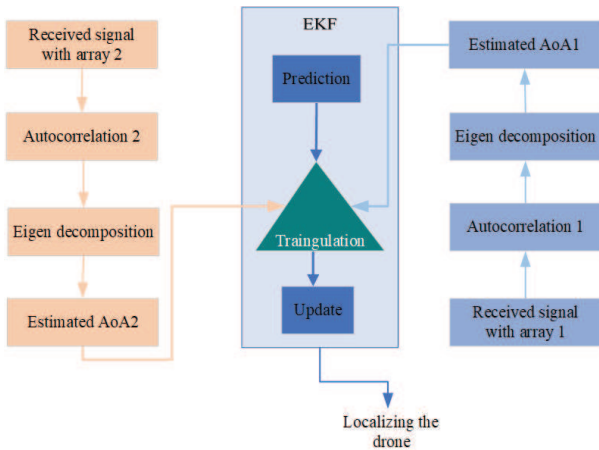 Received signal
with array 2
Autocorrelation 2
Eigen decomposition
Estimated AoA2
EKF
Prediction
Traingulation
Update
Localizing the
drone
Estimated AoA1
Eigen decomposition
Autocorrelation 1
Received signal
with array 1